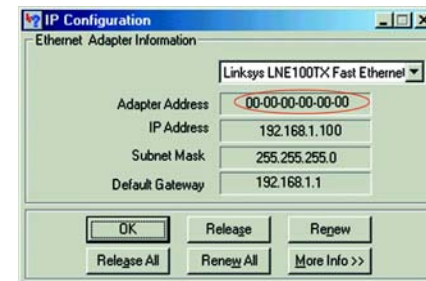 IP Configuration
Ethernet Adapter Information
Linksys LNE100TX Fast Ethernet
Adapter Address 00-00-00-00-00-00
IP Address 192.168.1.100
Subnet Mask 255.255.255.0
Default Gateway 192.168.1.1
OK Release Renew
Release All Renew All More Info >>